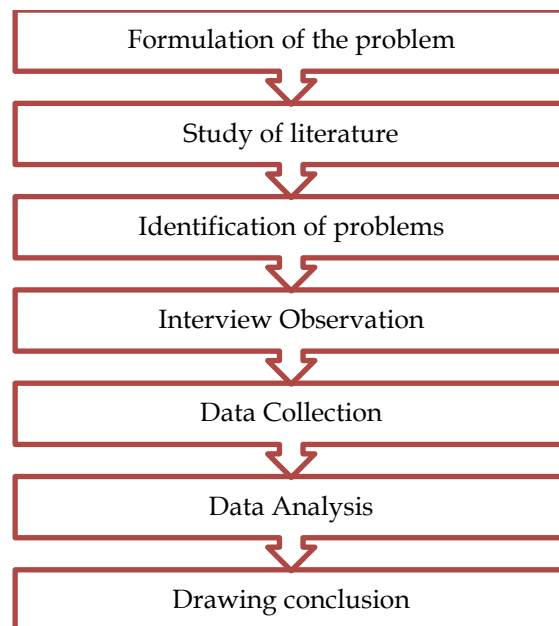 Formulation of the problem
Study of literature
Identification of problems
Interview Observation
Data Collection
Data Analysis
Drawing conclusion